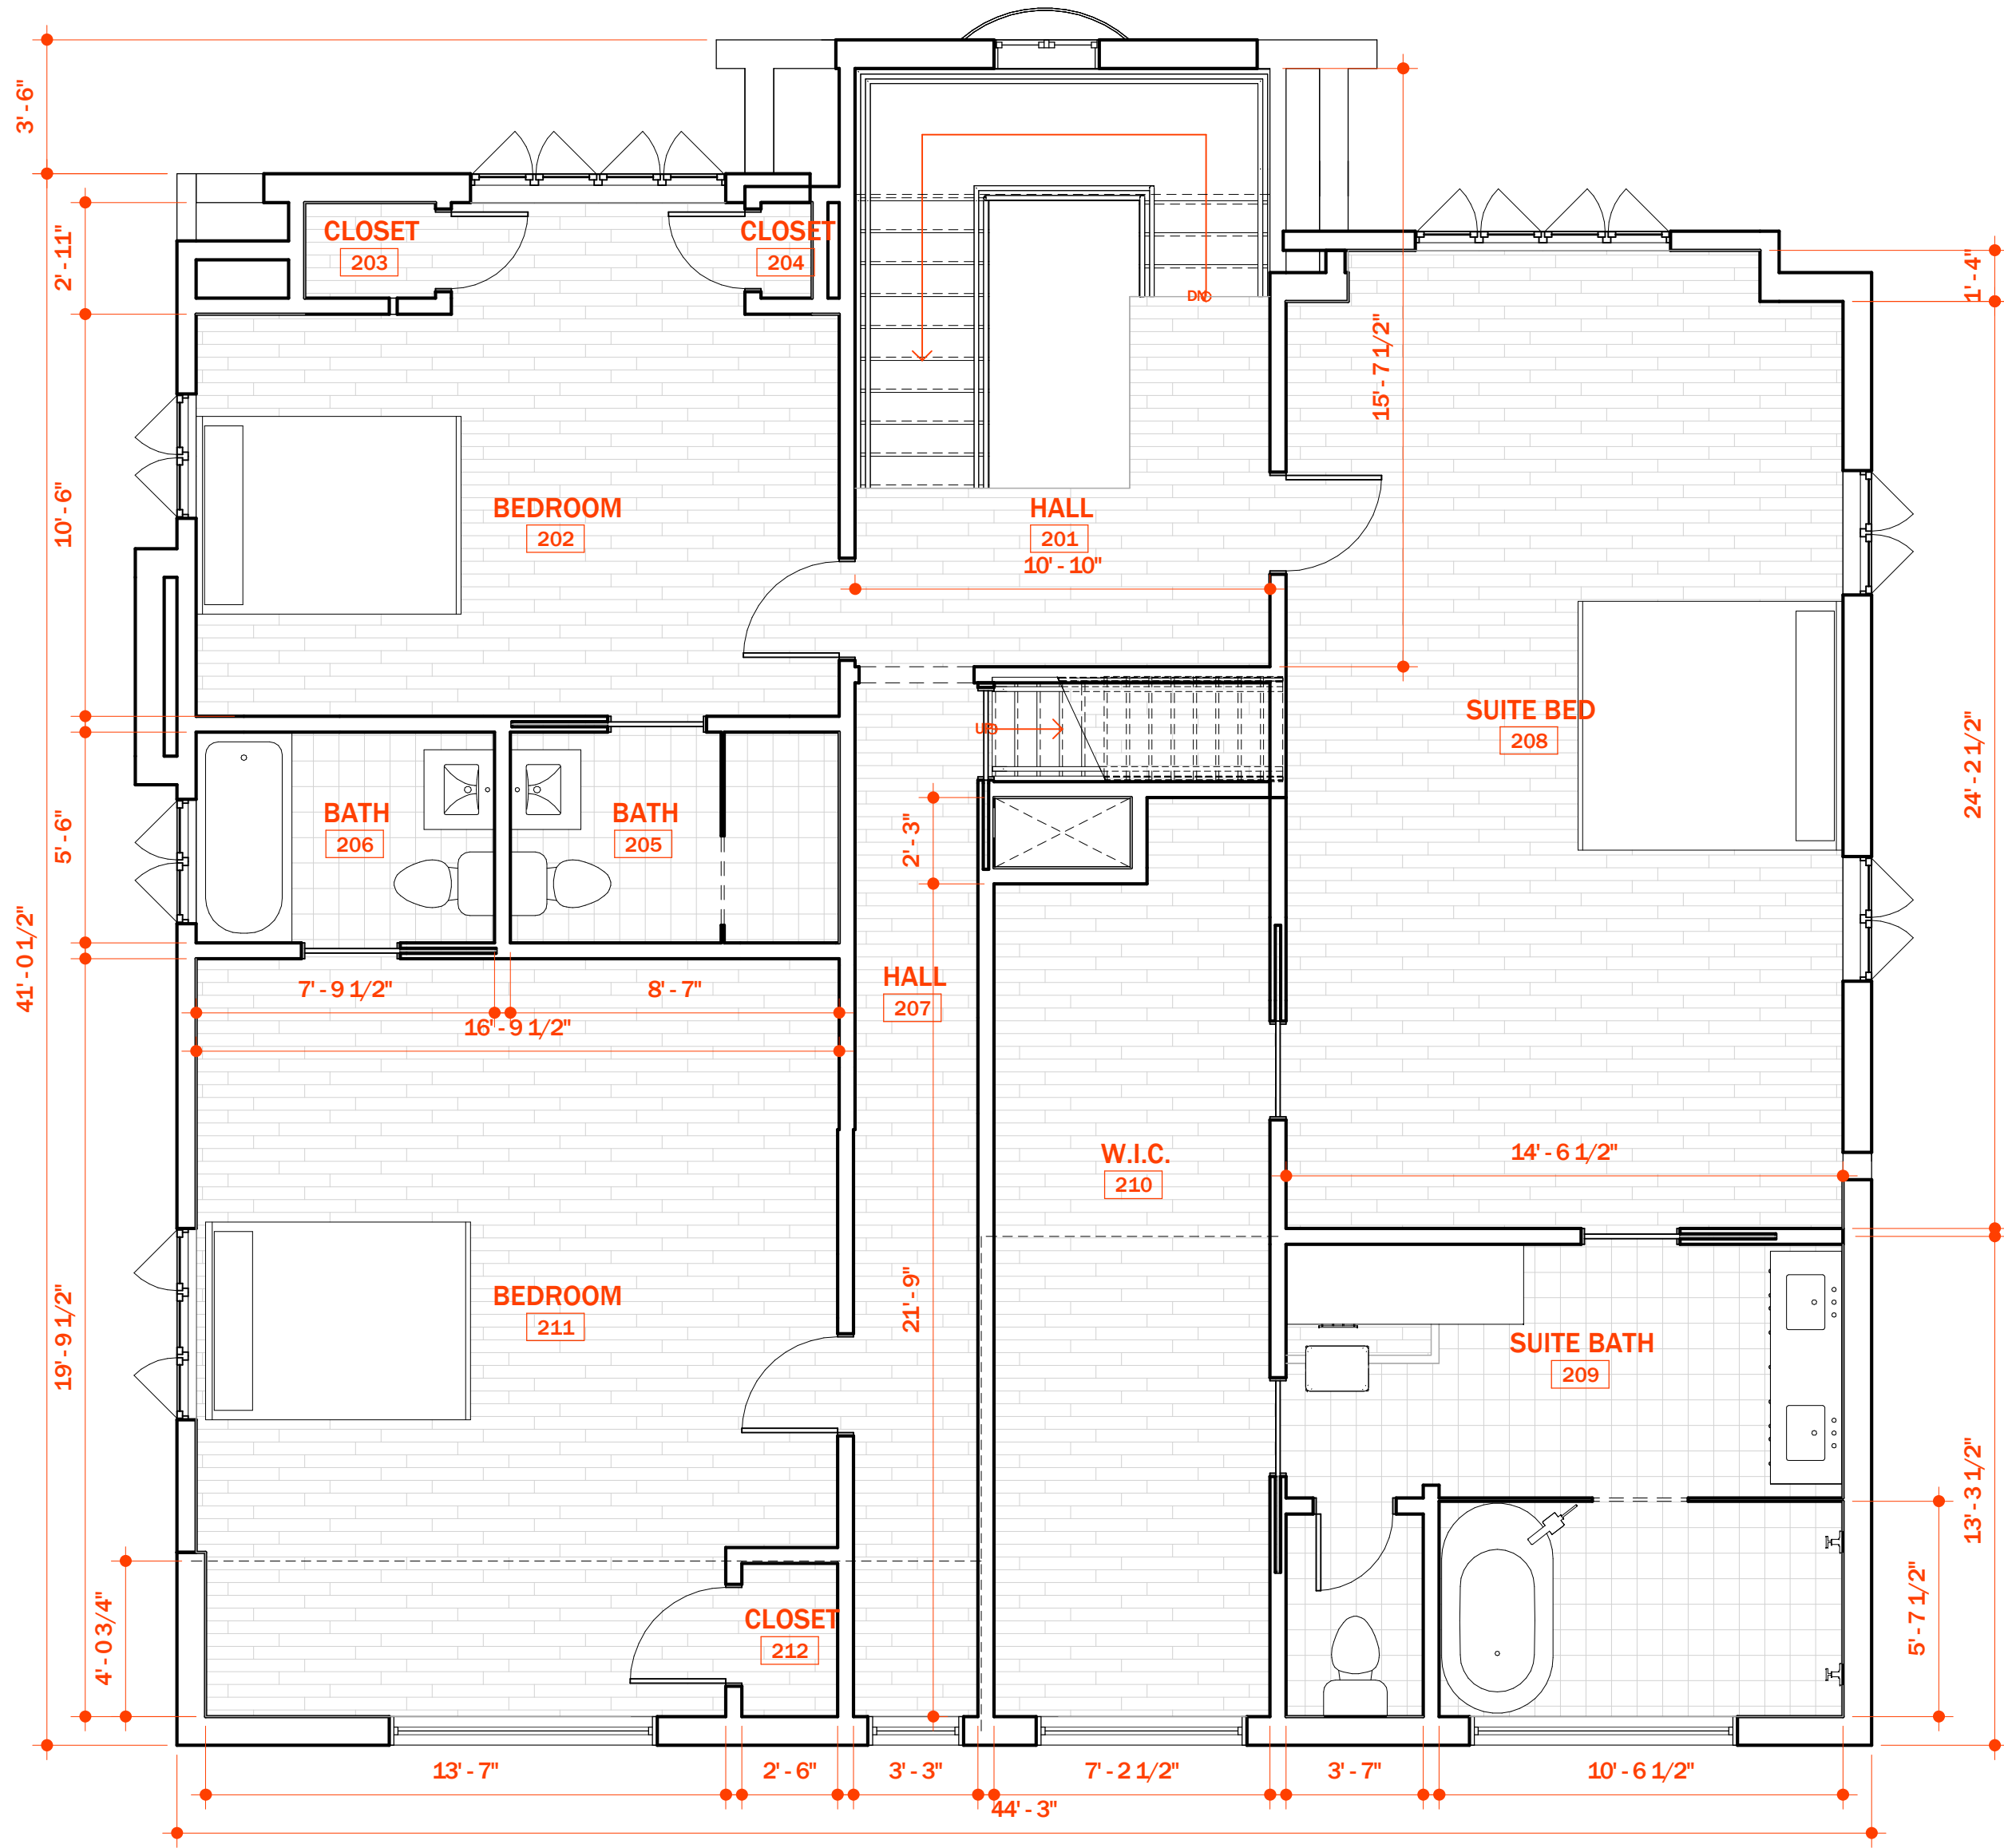 3' - 6"
2' - 11"
CLOSET
203
CLOSET
204
DN
1' - 4"
15' - 7 1/2"
10' - 6"
BEDROOM
202
HALL
201
10' - 10"
SUITE BED
208
24' - 2 1/2"
UP
5' - 6"
BATH
206
BATH
205
2' - 3"
41' - 0 1/2"
HALL
207
7' - 9 1/2"
8' - 7"
16' - 9 1/2"
W.I.C.
210
14' - 6 1/2"
19' - 9 1/2"
BEDROOM
211
21' - 9"
SUITE BATH
209
13' - 3 1/2"
4' - 0 3/4"
CLOSET
212
5' - 7 1/2"
13' - 7"
2' - 6"
3' - 3"
7' - 2 1/2"
3' - 7"
10' - 6 1/2"
44' - 3"